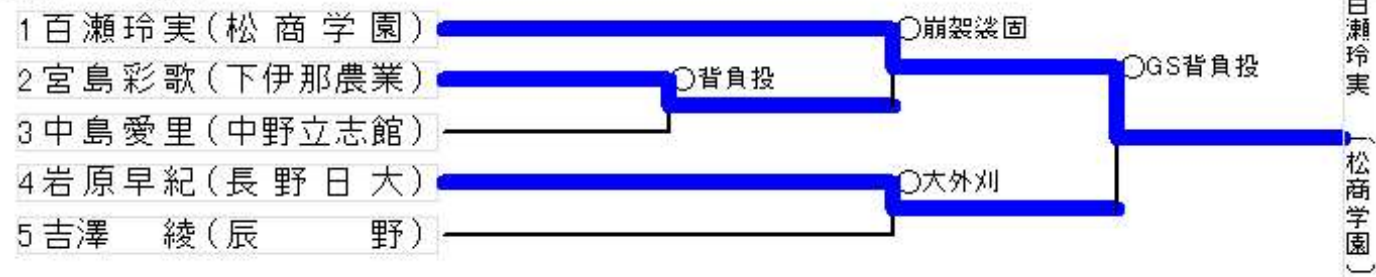 1百瀬玲実(松商学園)
○崩袈裟固
2宮島彩歌(下伊那農業)
○背負投
○GS背負投
3中島愛里(中野立志館)
4岩原早紀(長野日大)
○大外刈
5吉澤 綾(辰 野)
百瀬玲実(松商学園)